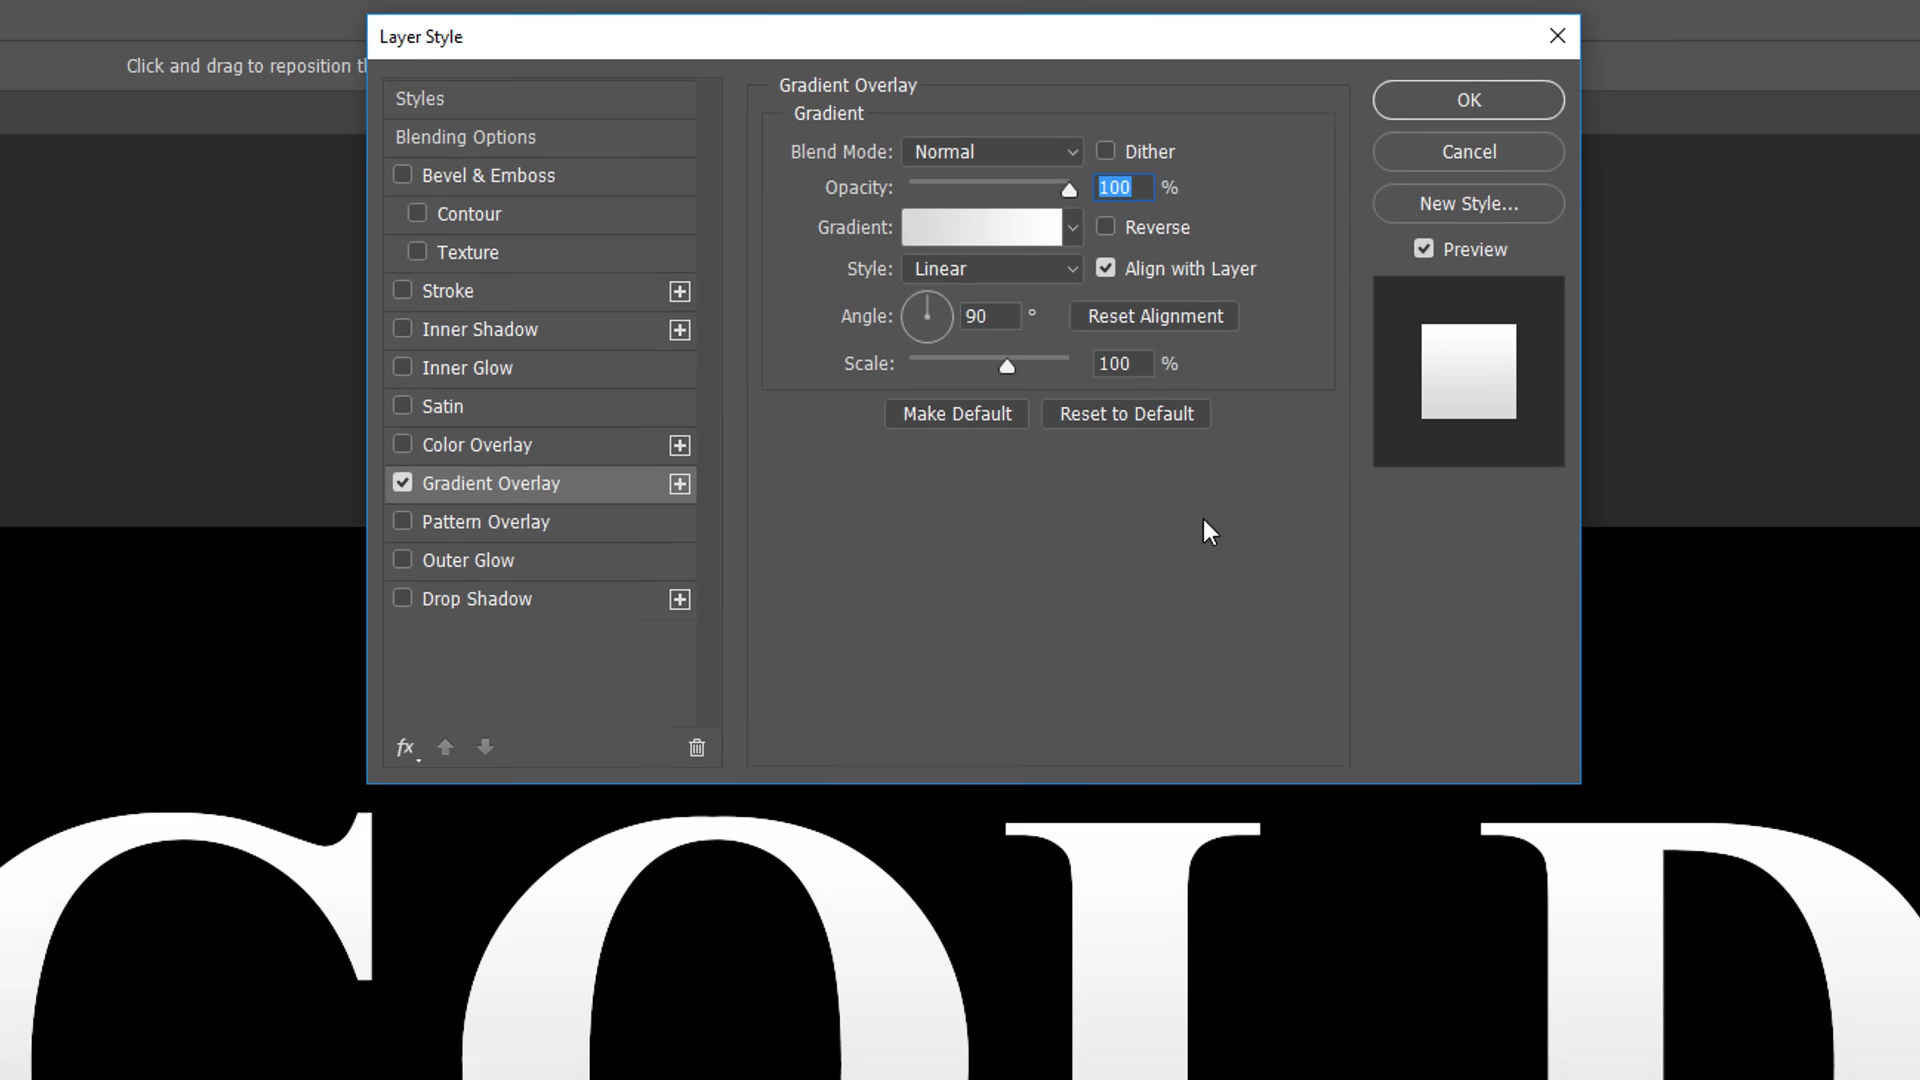 Layer Style
Click and drag to reposition th
Styles
Blending Options
Bevel & Emboss
Contour
Texture
Stroke
Inner Shadow
Inner Glow
Satin
Color Overlay
Gradient Overlay
Pattern Overlay
Outer Glow
Drop Shadow
fx
Gradient Overlay
Gradient
Blend Mode: Normal Dither
Opacity: 100 %
Gradient: Reverse
Style: Linear Align with Layer
Angle: 90 ° Reset Alignment
Scale: 100 %
Make Default Reset to Default
OK
Cancel
New Style...
Preview
COLD